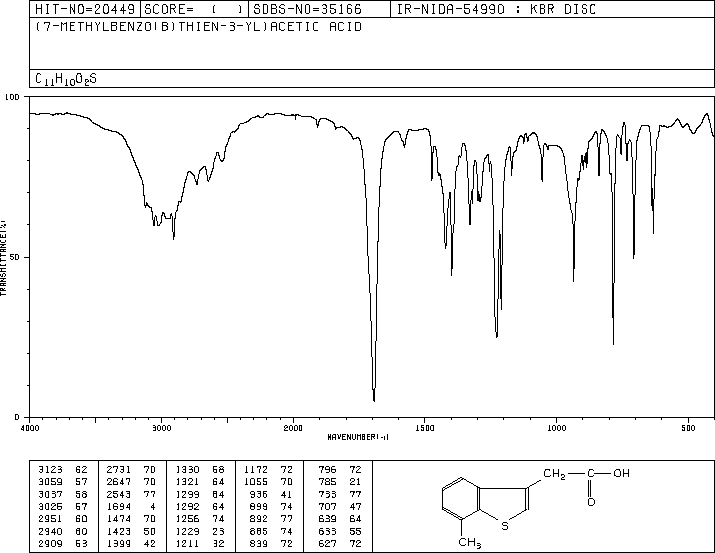 HIT-NO=20449 SCORE= ( ) SDBS-NO=35166 IR-NIDA-54990 : KBR DISC
(7-METHYLBENZO(B)THIEN-3-YL)ACETIC ACID
C11H10O2S
100
TRANSMITTANCE(%)
50
0
4000 3000 2000 1500 1000 500
WAVENUMBER(-1)
3123 62 2731 70 1330 68 1172 72 796 72
3059 57 2647 70 1321 64 1055 70 785 21
3037 58 2543 77 1299 64 936 41 733 77
3025 57 1694 4 1292 64 899 74 707 47
2951 60 1474 70 1256 74 892 77 639 64
2940 60 1423 50 1229 23 885 74 633 55
2909 53 1399 42 1211 32 839 72 627 72
CH2 C OH
O
S
CH3